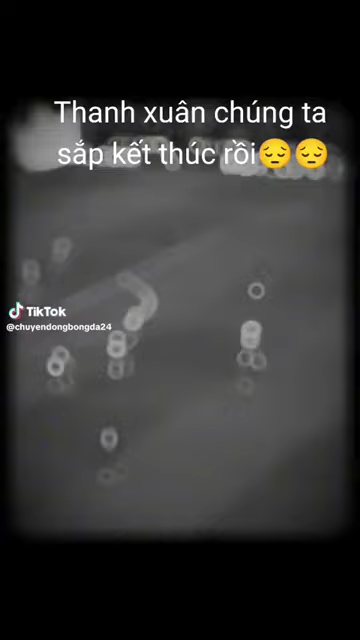 Thanh xuân chúng ta
sắp kết thúc rồi😔😔
TikTok
@chuyendongbongda24